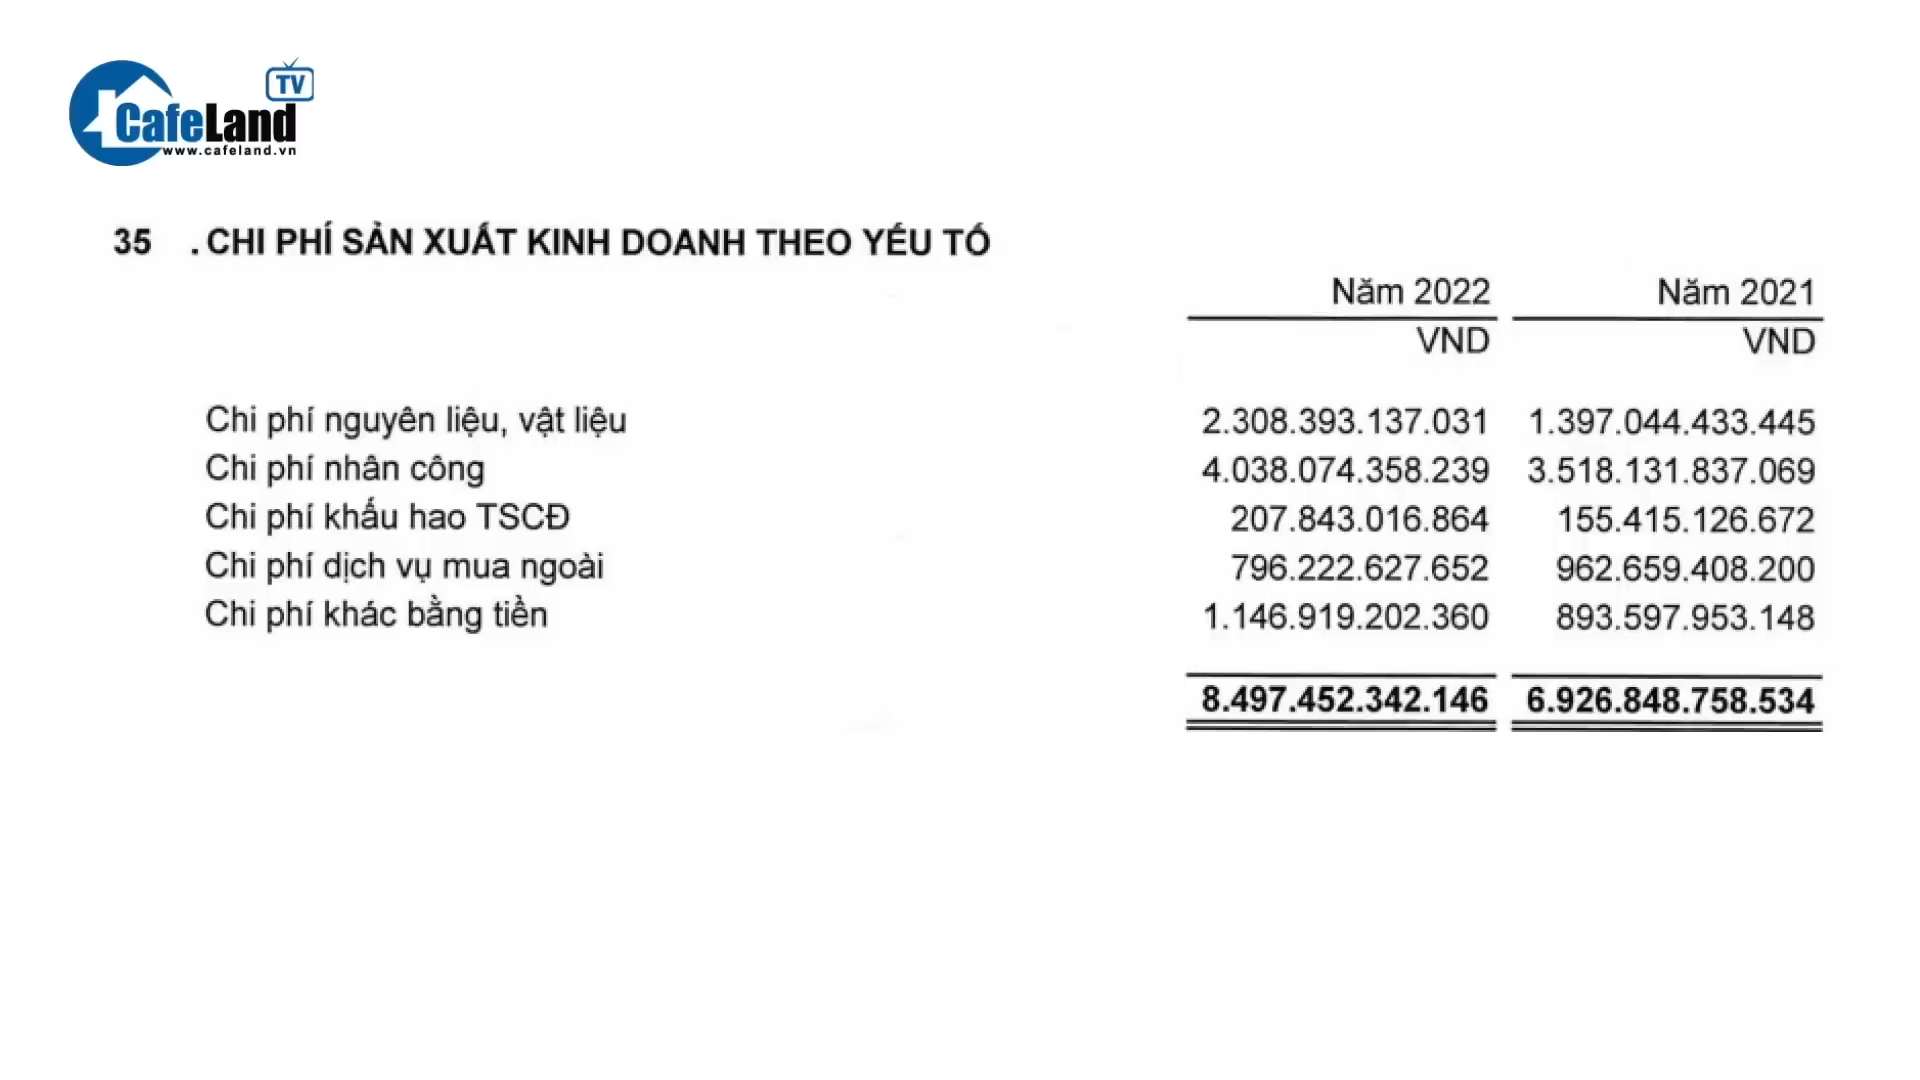 TV
CafeLand
www.cafeland.vn
35 . CHI PHÍ SẢN XUẤT KINH DOANH THEO YẾU TỐ
Năm 2022 Năm 2021
VND VND
Chi phí nguyên liệu, vật liệu 2.308.393.137.031 1.397.044.433.445
Chi phí nhân công 4.038.074.358.239 3.518.131.837.069
Chi phí khấu hao TSCĐ 207.843.016.864 155.415.126.672
Chi phí dịch vụ mua ngoài 796.222.627.652 962.659.408.200
Chi phí khác bằng tiền 1.146.919.202.360 893.597.953.148
8.497.452.342.146 6.926.848.758.534